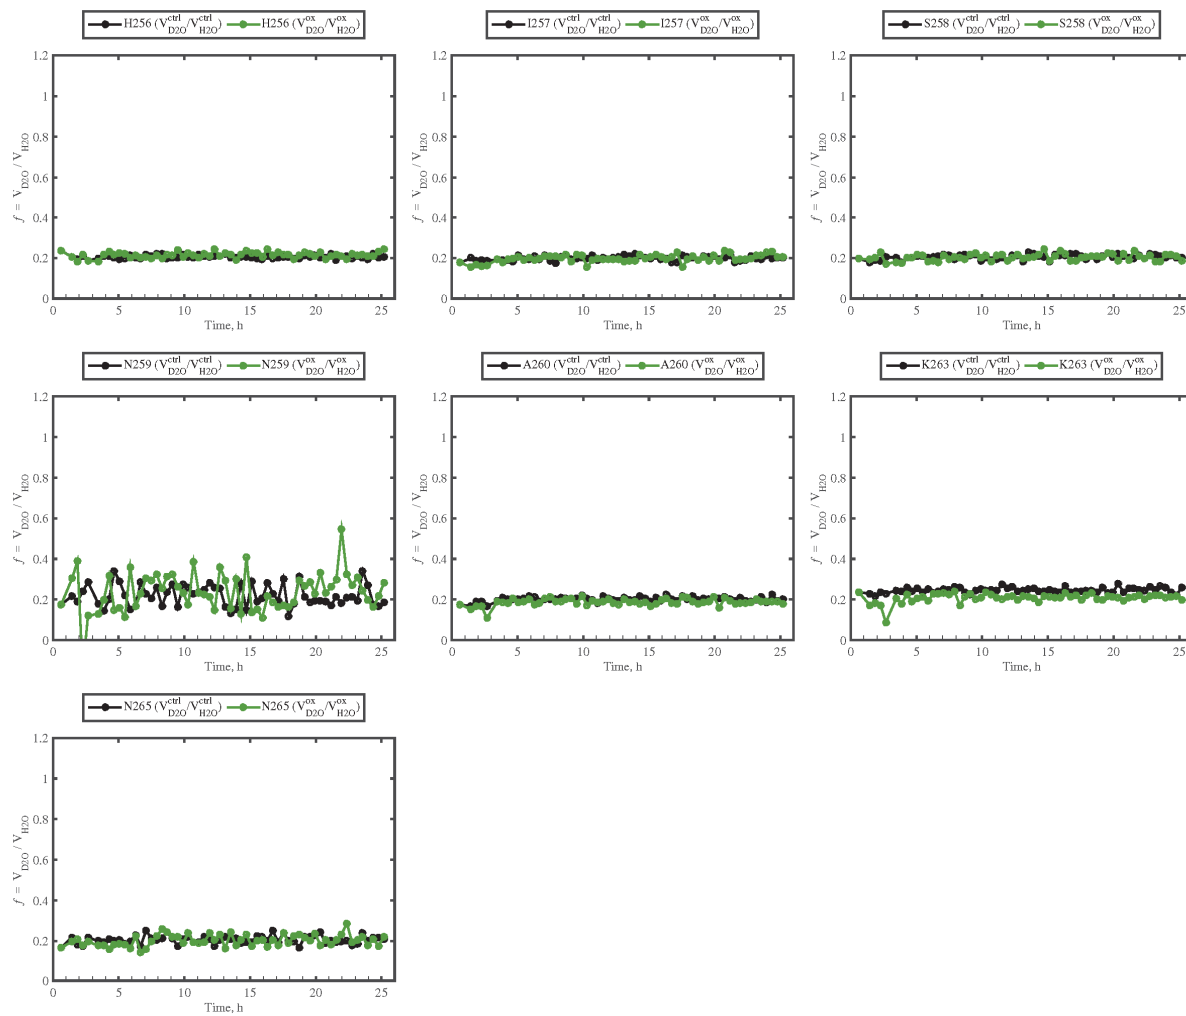 H256 (V^ctrl_D2O/V^ctrl_H2O) H256 (V^ox_D2O/V^ox_H2O)
1.2
1
0.8
0.6
0.4
0.2
0
f = V_D2O / V_H2O
0 5 10 15 20 25
Time, h
I257 (V^ctrl_D2O/V^ctrl_H2O) I257 (V^ox_D2O/V^ox_H2O)
1.2
1
0.8
0.6
0.4
0.2
0
f = V_D2O / V_H2O
0 5 10 15 20 25
Time, h
S258 (V^ctrl_D2O/V^ctrl_H2O) S258 (V^ox_D2O/V^ox_H2O)
1.2
1
0.8
0.6
0.4
0.2
0
f = V_D2O / V_H2O
0 5 10 15 20 25
Time, h
N259 (V^ctrl_D2O/V^ctrl_H2O) N259 (V^ox_D2O/V^ox_H2O)
1.2
1
0.8
0.6
0.4
0.2
0
f = V_D2O / V_H2O
0 5 10 15 20 25
Time, h
A260 (V^ctrl_D2O/V^ctrl_H2O) A260 (V^ox_D2O/V^ox_H2O)
1.2
1
0.8
0.6
0.4
0.2
0
f = V_D2O / V_H2O
0 5 10 15 20 25
Time, h
K263 (V^ctrl_D2O/V^ctrl_H2O) K263 (V^ox_D2O/V^ox_H2O)
1.2
1
0.8
0.6
0.4
0.2
0
f = V_D2O / V_H2O
0 5 10 15 20 25
Time, h
N265 (V^ctrl_D2O/V^ctrl_H2O) N265 (V^ox_D2O/V^ox_H2O)
1.2
1
0.8
0.6
0.4
0.2
0
f = V_D2O / V_H2O
0 5 10 15 20 25
Time, h